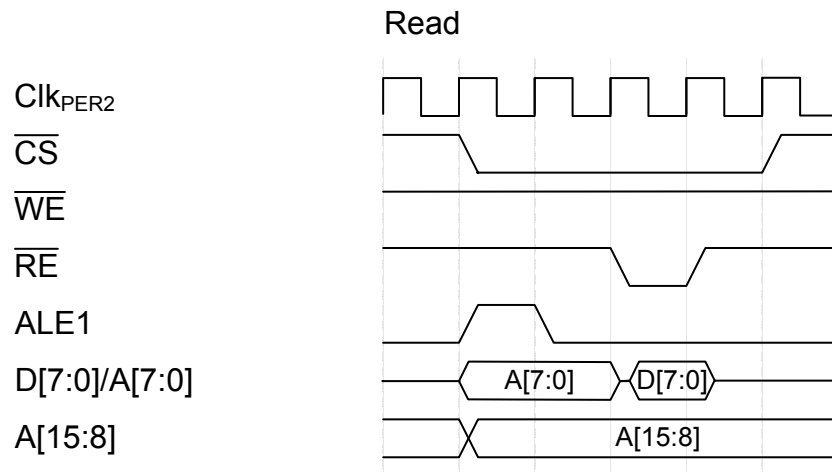 Read
ClkPER2
CS
WE
RE
ALE1
D[7:0]/A[7:0] A[7:0] D[7:0]
A[15:8] A[15:8]